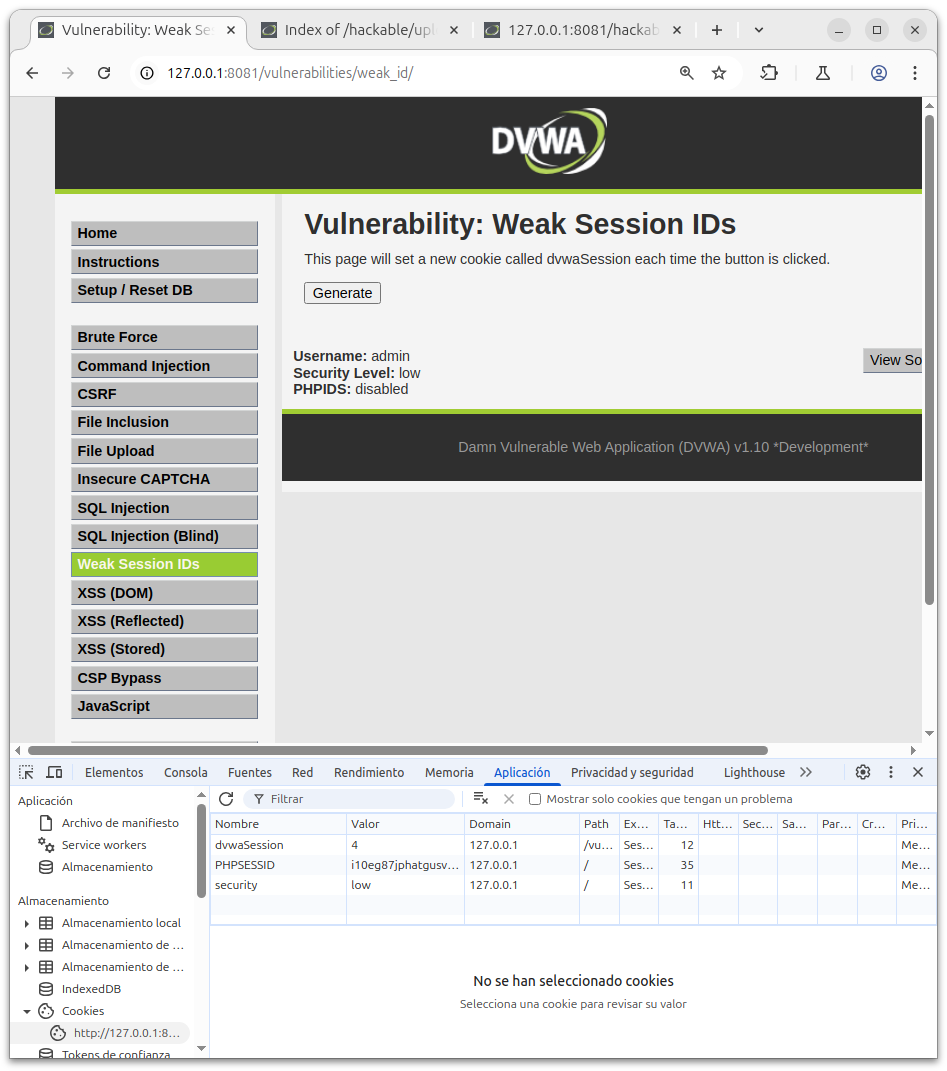 Vulnerability: Weak Se
Index of /hackable/upl
127.0.0.1:8081/hackab
127.0.0.1:8081/vulnerabilities/weak_id/
DVWA
Home
Instructions
Setup / Reset DB
Brute Force
Command Injection
CSRF
File Inclusion
File Upload
Insecure CAPTCHA
SQL Injection
SQL Injection (Blind)
Weak Session IDs
XSS (DOM)
XSS (Reflected)
XSS (Stored)
CSP Bypass
JavaScript
Vulnerability: Weak Session IDs
This page will set a new cookie called dvwaSession each time the button is clicked.
Generate
Username: admin
Security Level: low
PHPIDS: disabled
View So
Damn Vulnerable Web Application (DVWA) v1.10 *Development*
Elementos Consola Fuentes Red Rendimiento Memoria Aplicación Privacidad y seguridad Lighthouse
Aplicación
Archivo de manifiesto
Service workers
Almacenamiento
Almacenamiento
Almacenamiento local
Almacenamiento de ...
Almacenamiento de ...
IndexedDB
Cookies
http://127.0.0.1:8...
Tokens de confianza
Filtrar
Mostrar solo cookies que tengan un problema
Nombre Valor Domain Path Ex... Ta... Htt... Sec... Sa... Par... Cr... Pri...
dvwaSession 4 127.0.0.1 /vu... Ses... 12 Me...
PHPSESSID i10eg87jphatgusv... 127.0.0.1 / Ses... 35 Me...
security low 127.0.0.1 / Ses... 11 Me...
No se han seleccionado cookies
Selecciona una cookie para revisar su valor